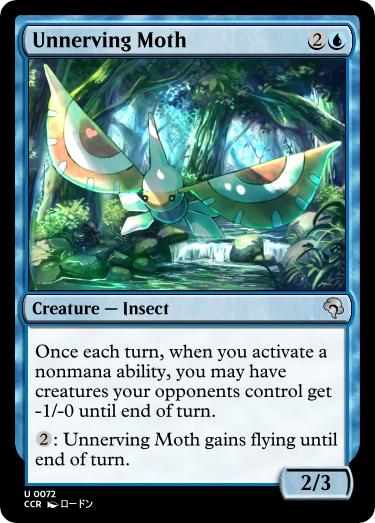 Unnerving Moth 2
Creature — Insect
Once each turn, when you activate a
nonmana ability, you may have
creatures your opponents control get
-1/-0 until end of turn.
2: Unnerving Moth gains flying until
end of turn.
2/3
U 0072
CCR ロードン